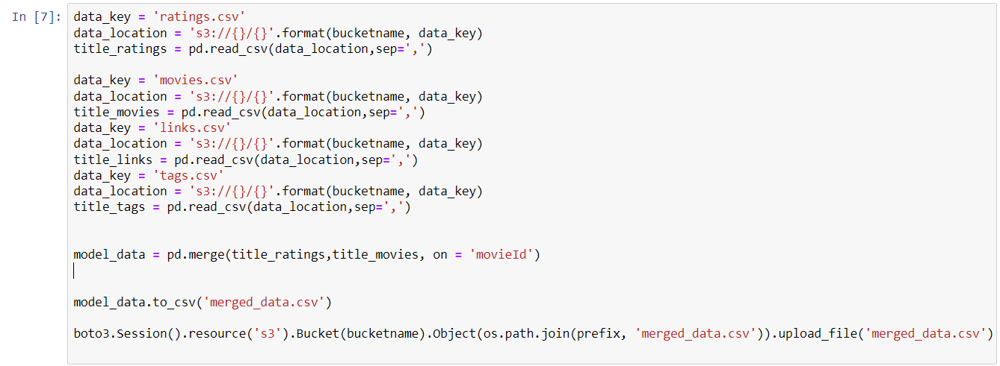 In [7]:
data_key = 'ratings.csv'
data_location = 's3://{}/{}'.format(bucketname, data_key)
title_ratings = pd.read_csv(data_location,sep=',')
data_key = 'movies.csv'
data_location = 's3://{}/{}'.format(bucketname, data_key)
title_movies = pd.read_csv(data_location,sep=',')
data_key = 'links.csv'
data_location = 's3://{}/{}'.format(bucketname, data_key)
title_links = pd.read_csv(data_location,sep=',')
data_key = 'tags.csv'
data_location = 's3://{}/{}'.format(bucketname, data_key)
title_tags = pd.read_csv(data_location,sep=',')
model_data = pd.merge(title_ratings,title_movies, on = 'movieId')
model_data.to_csv('merged_data.csv')
boto3.Session().resource('s3').Bucket(bucketname).Object(os.path.join(prefix, 'merged_data.csv')).upload_file('merged_data.csv')